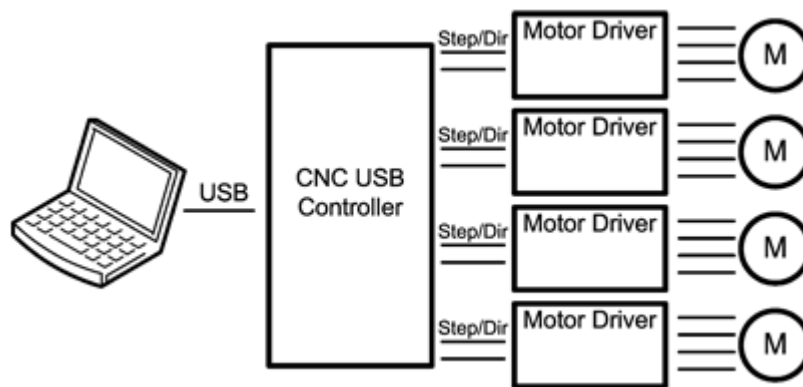 Step/Dir
Motor Driver
M
Step/Dir
Motor Driver
M
USB
CNC USB
Controller
Step/Dir
Motor Driver
M
Step/Dir
Motor Driver
M